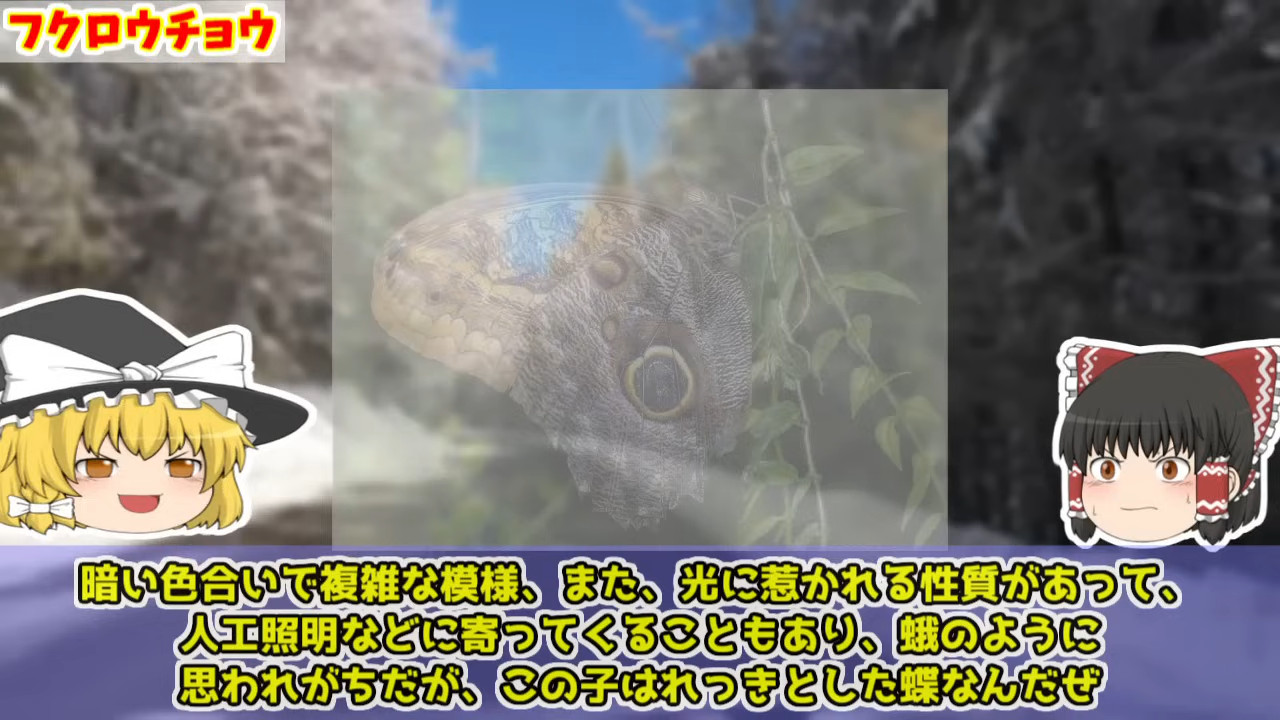 フクロウチョウ
暗い色合いで複雑な模様、また、光に惹かれる性質があって、
人工照明などに寄ってくることもあり、蛾のように
思われがちだが、この子はれっきとした蝶なんだぜ